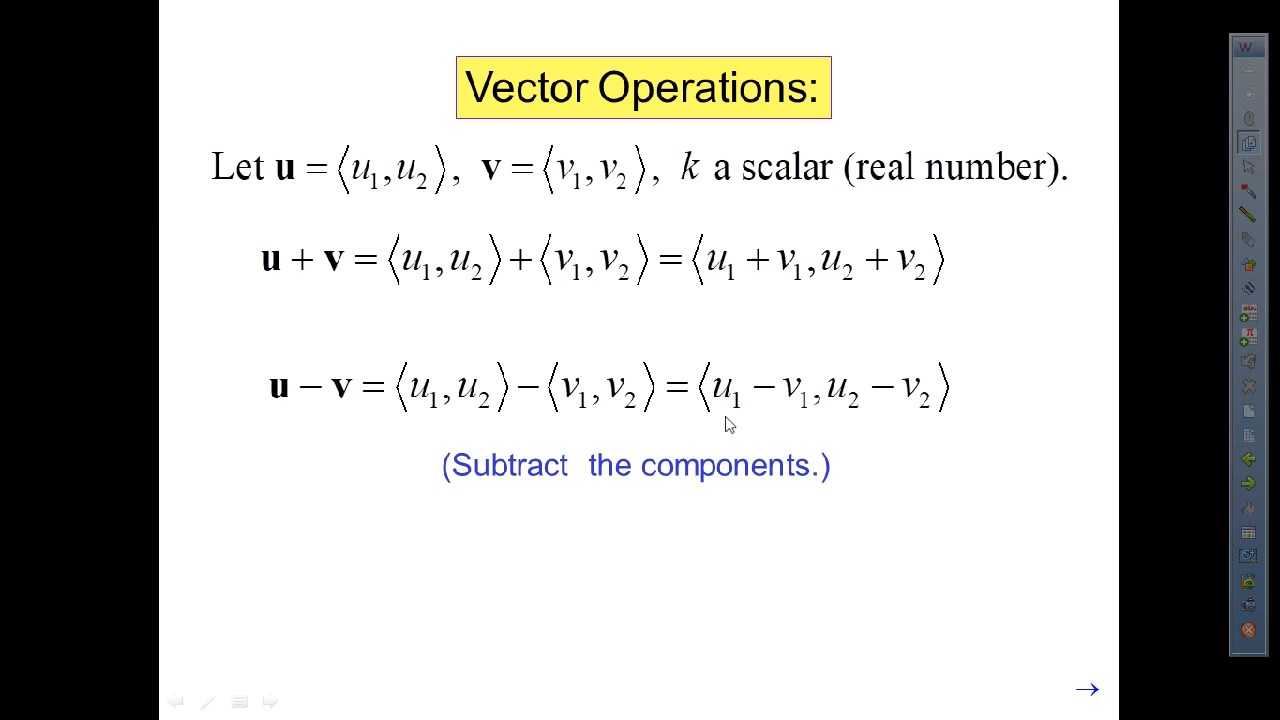 Vector Operations:
Let u = ⟨u₁, u₂⟩, v = ⟨v₁, v₂⟩, k a scalar (real number).
u + v = ⟨u₁, u₂⟩ + ⟨v₁, v₂⟩ = ⟨u₁ + v₁, u₂ + v₂⟩
u − v = ⟨u₁, u₂⟩ − ⟨v₁, v₂⟩ = ⟨u₁ − v₁, u₂ − v₂⟩
(Subtract the components.)
→
W
abc
π